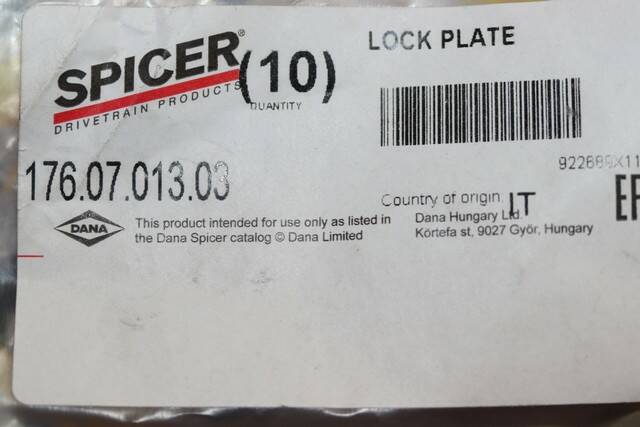 SPICER®
DRIVETRAIN PRODUCTS
(10)
QUANTITY
LOCK PLATE
176.07.013.03
Country of origin IT
DANA
This product intended for use only as listed in
the Dana Spicer catalog © Dana Limited
Dana Hungary Ltd.
Körtefa st, 9027 Győr, Hungary